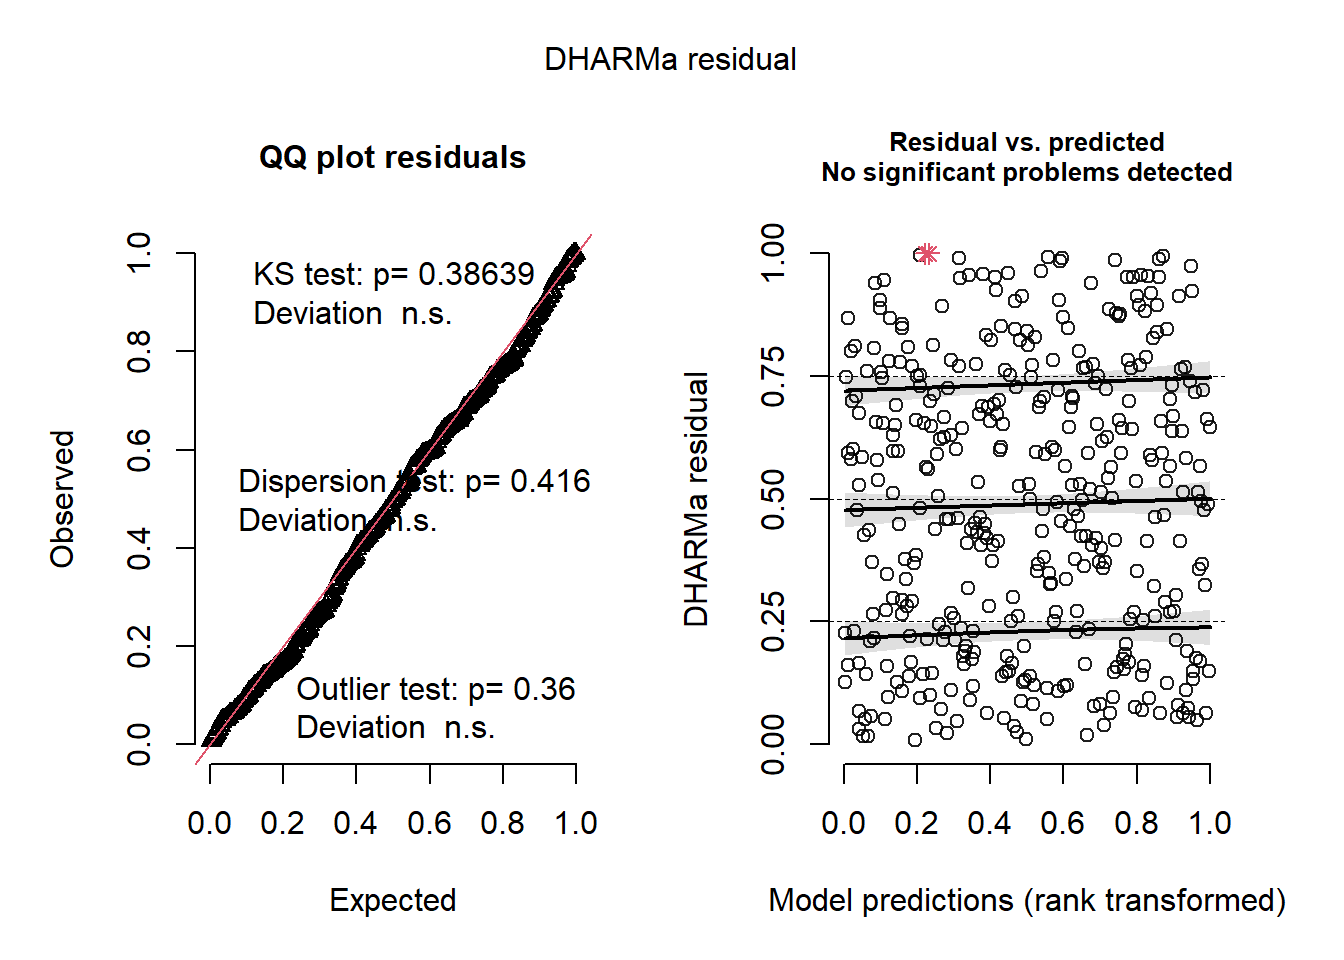 DHARMa residual
QQ plot residuals
KS test: p= 0.38639
Deviation  n.s.
Dispersion test: p= 0.416
Deviation  n.s.
Outlier test: p= 0.36
Deviation  n.s.
Observed
0.0 0.2 0.4 0.6 0.8 1.0
0.0 0.2 0.4 0.6 0.8 1.0
Expected
Residual vs. predicted
No significant problems detected
DHARMa residual
0.00 0.25 0.50 0.75 1.00
0.0 0.2 0.4 0.6 0.8 1.0
Model predictions (rank transformed)